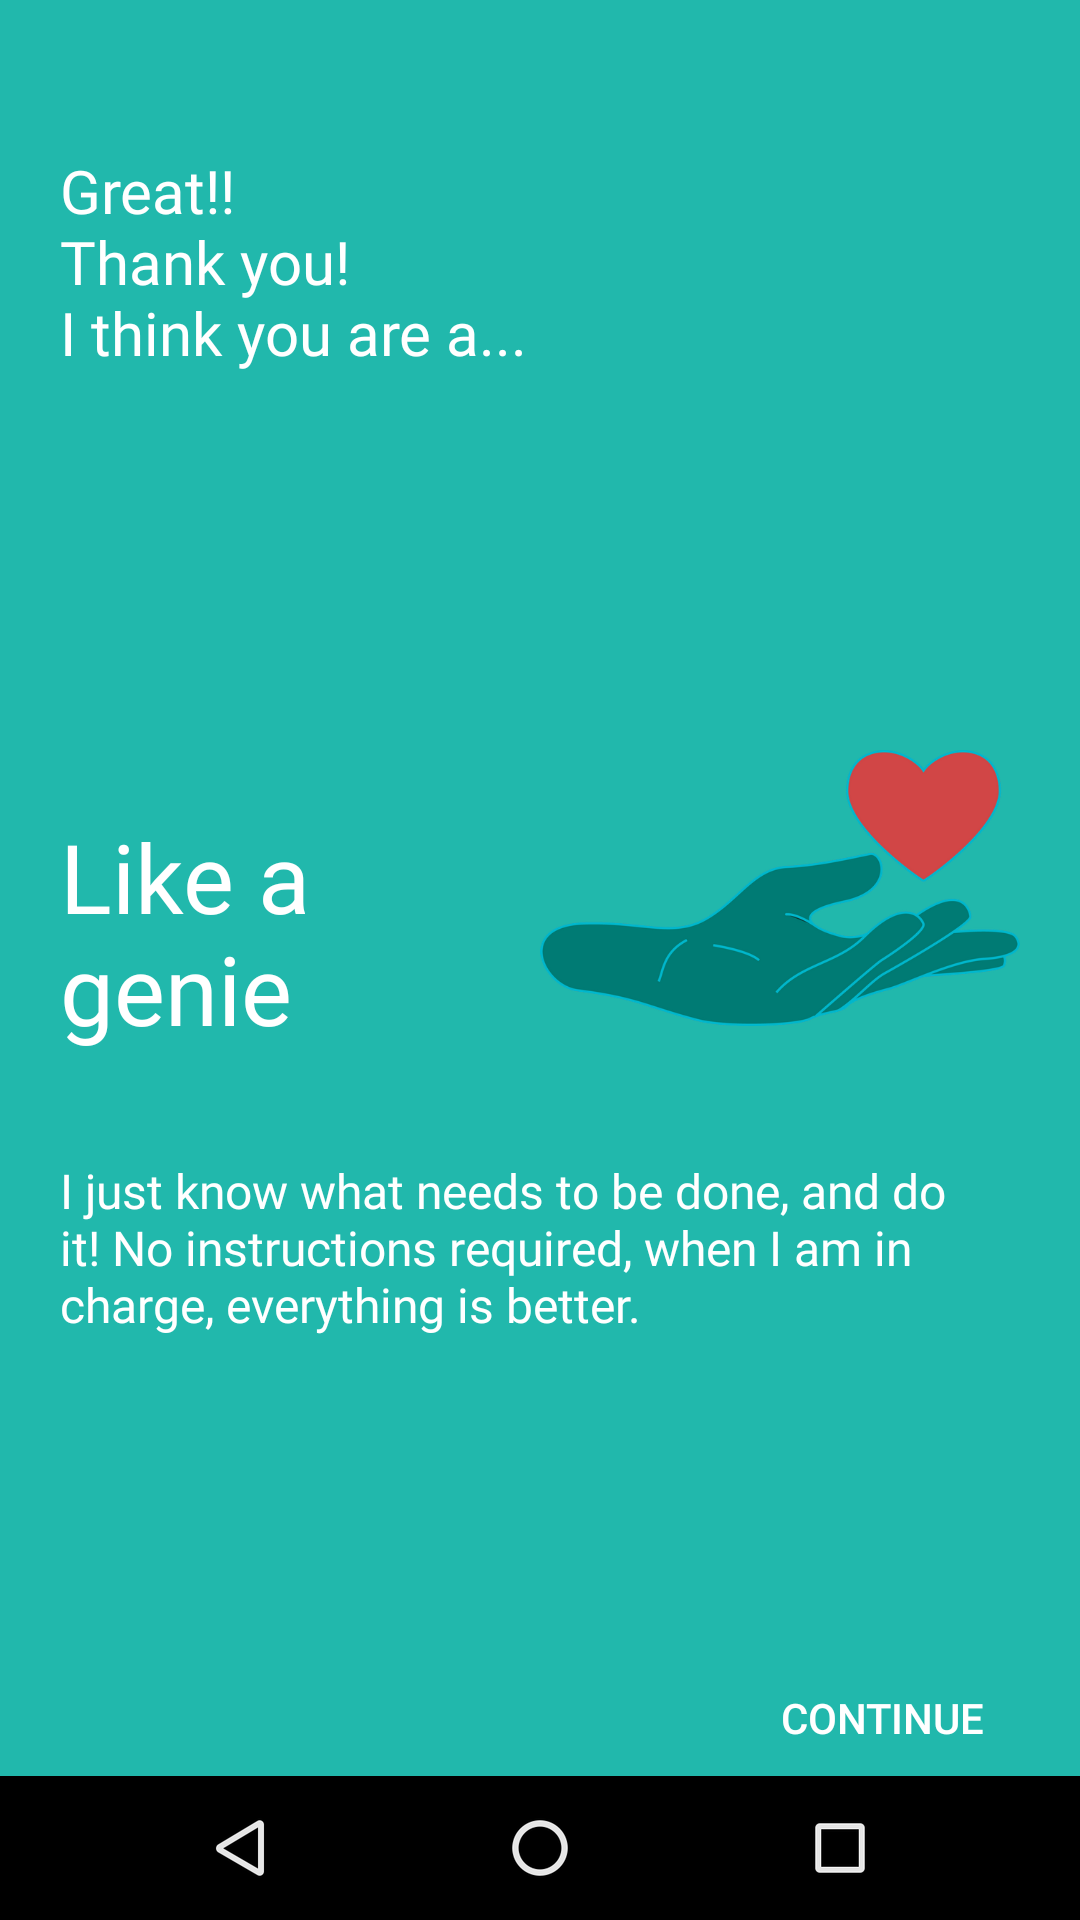 Great!!
Thank you!
I think you are a...
Like a
genie
I just know what needs to be done, and do
it! No instructions required, when I am in
charge, everything is better.
CONTINUE